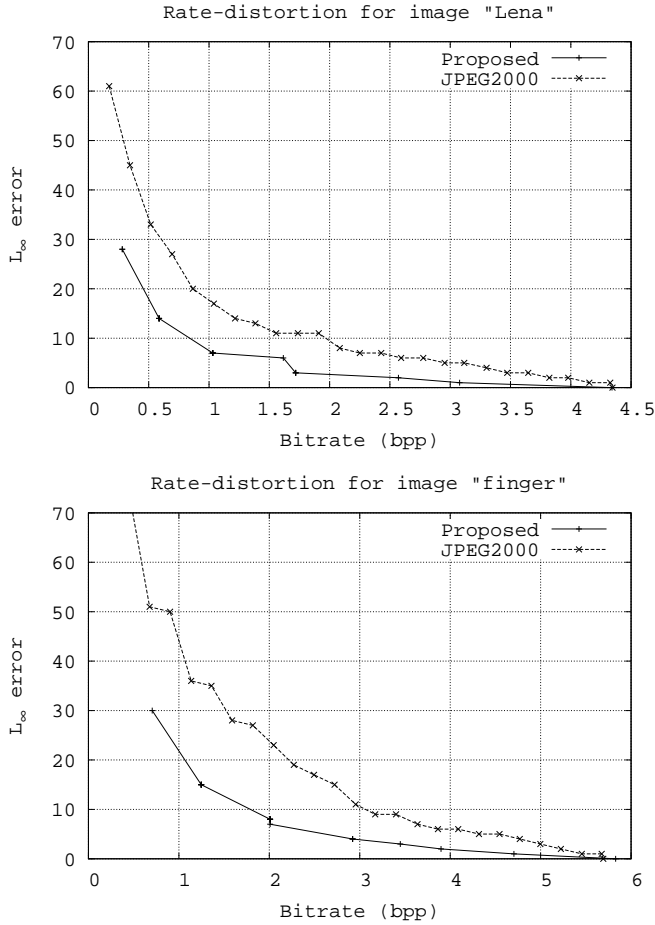 Rate-distortion for image "Lena"
70
60
50
40
30
20
10
0
L∞ error
Proposed
JPEG2000
0 0.5 1 1.5 2 2.5 3 3.5 4 4.5
Bitrate (bpp)
Rate-distortion for image "finger"
70
60
50
40
30
20
10
0
L∞ error
Proposed
JPEG2000
0 1 2 3 4 5 6
Bitrate (bpp)